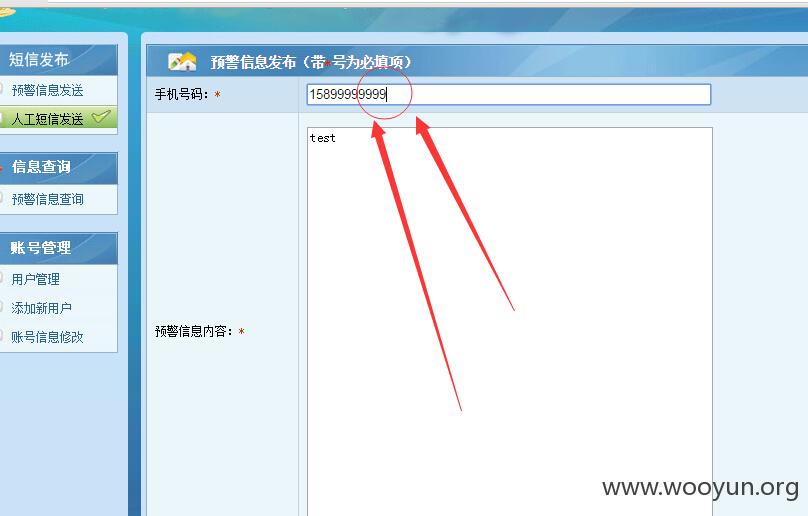 短信发布
预警信息发送
人工短信发送
信息查询
预警信息查询
账号管理
用户管理
添加新用户
账号信息修改
预警信息发布（带*号为必填项）
手机号码：*
15899999999
预警信息内容：*
test
www.wooyun.org